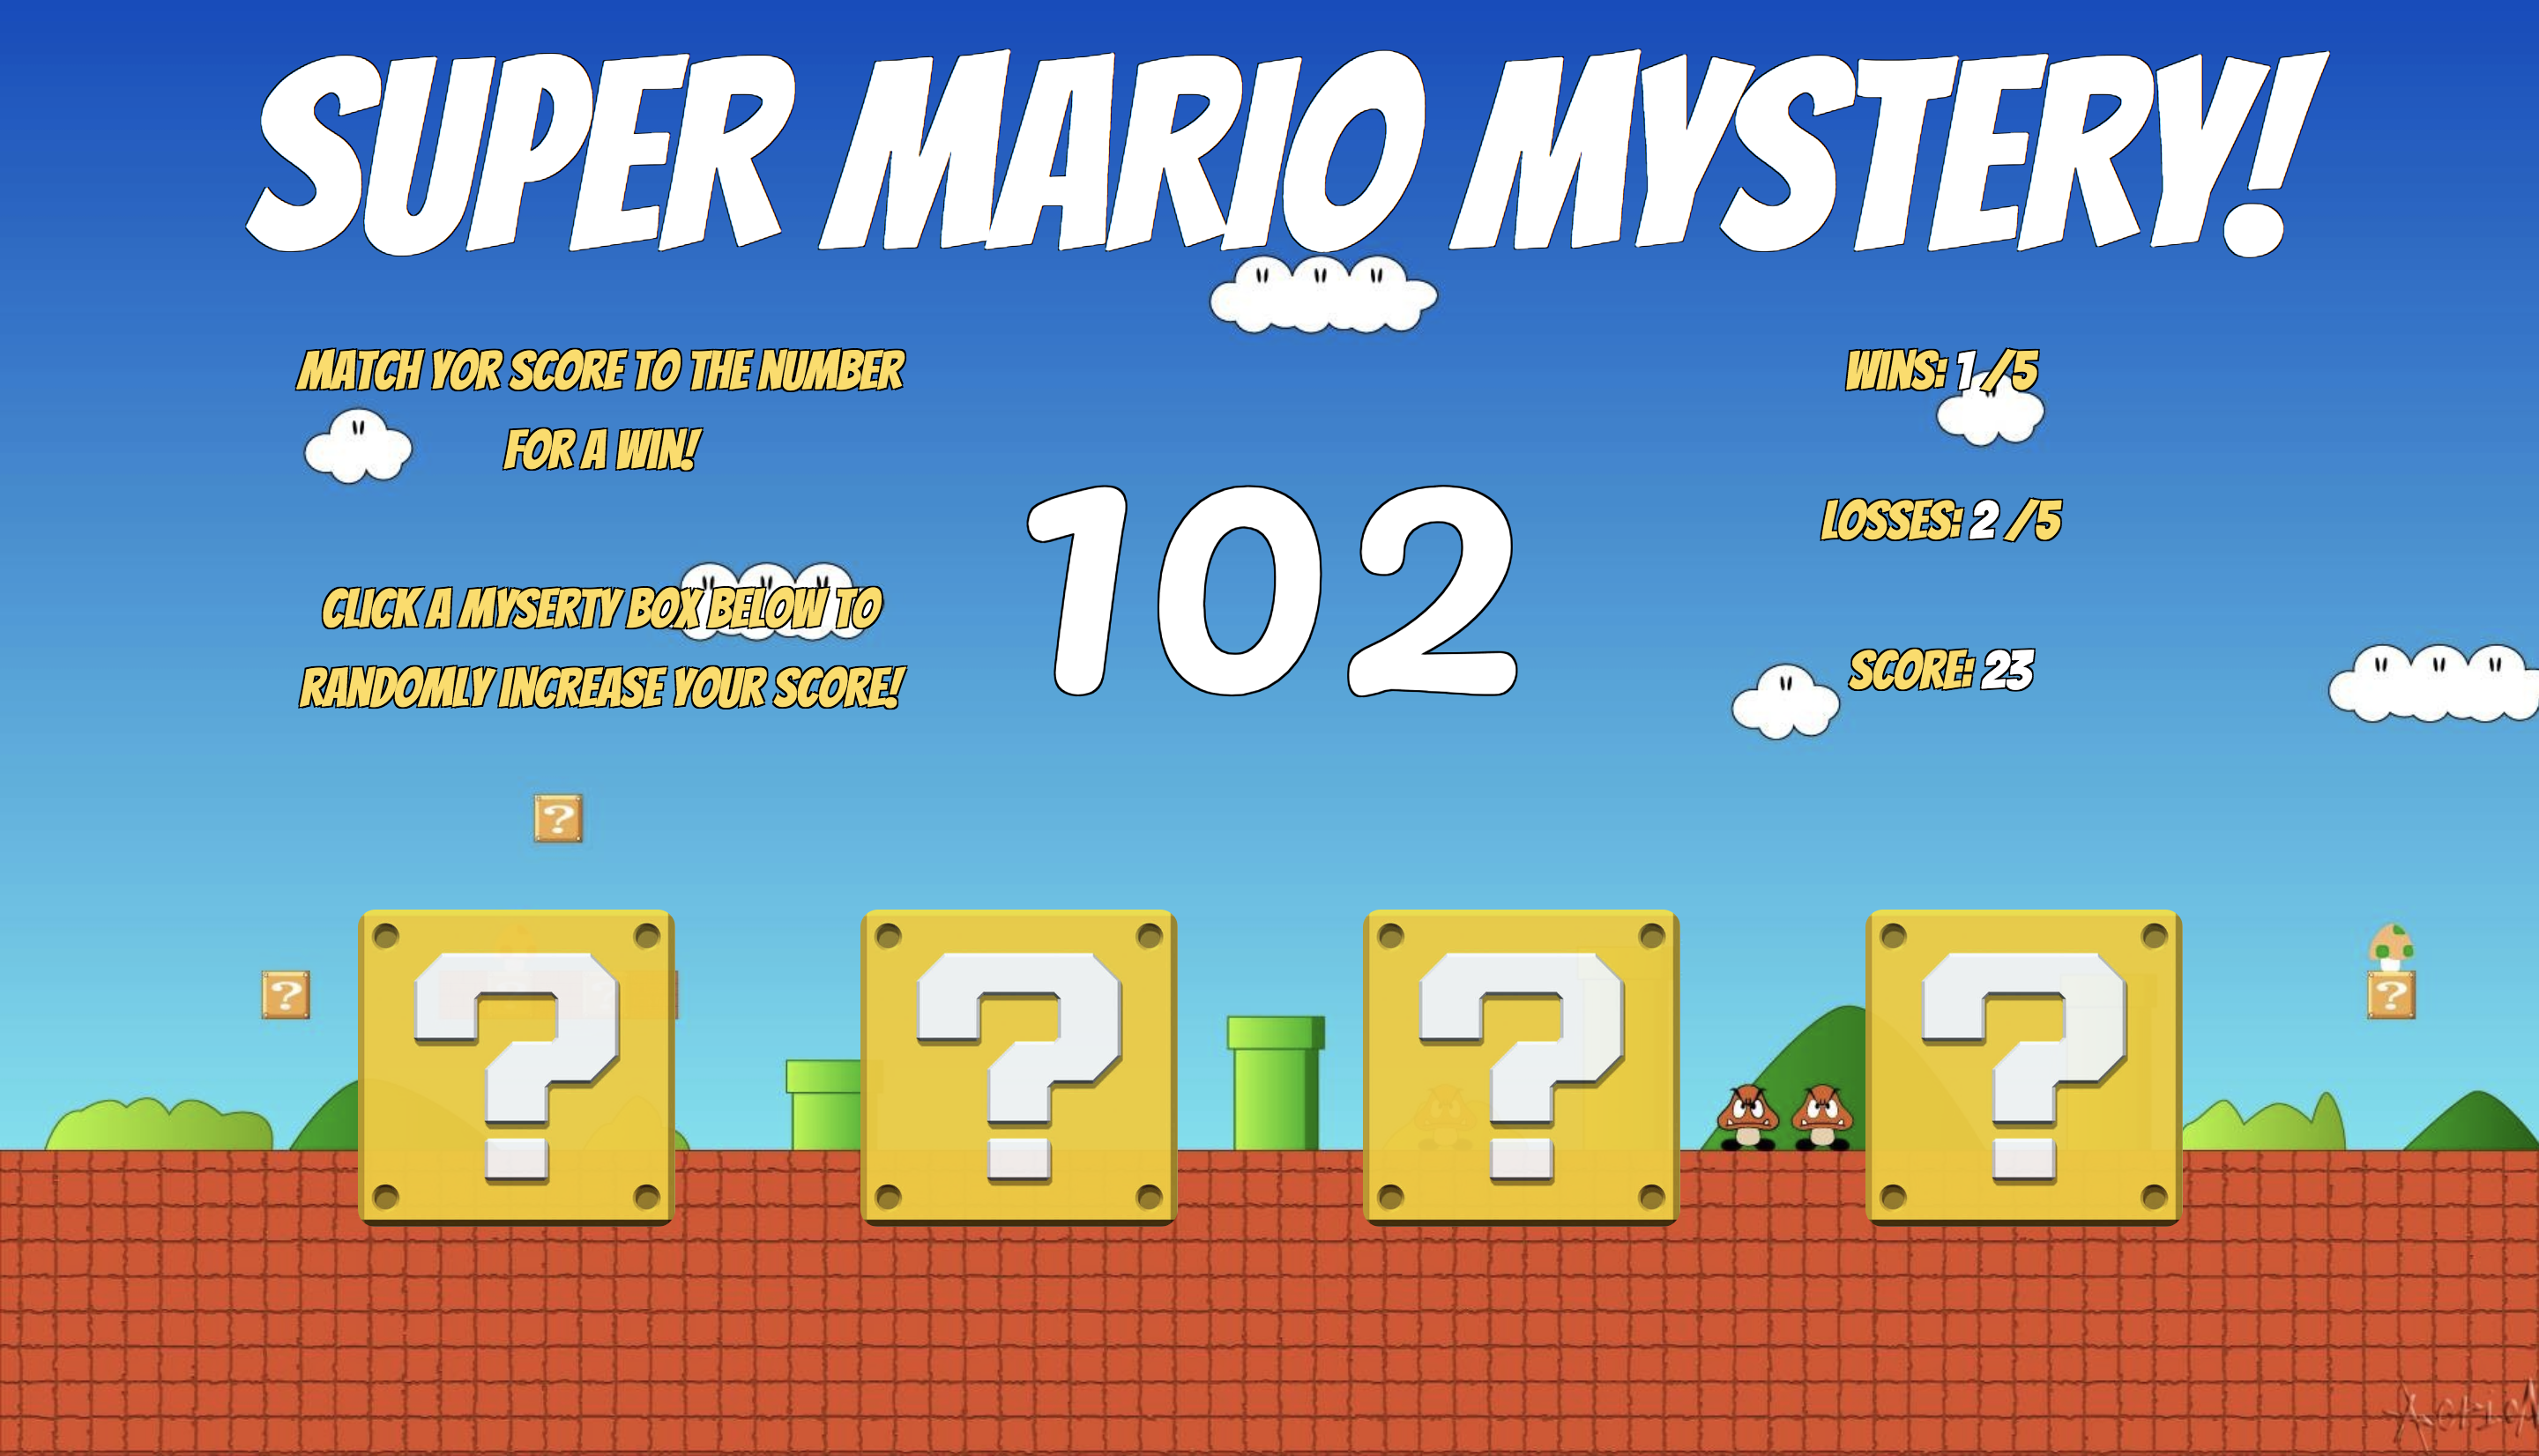 SUPER MARIO MYSTERY!
MATCH YOR SCORE TO THE NUMBER
FOR A WIN!
CLICK A MYSERTY BOX BELOW TO
RANDOMLY INCREASE YOUR SCORE!
102
WINS: 1 /5
LOSSES: 2 /5
SCORE: 23
?
?
? ? ? ?
?